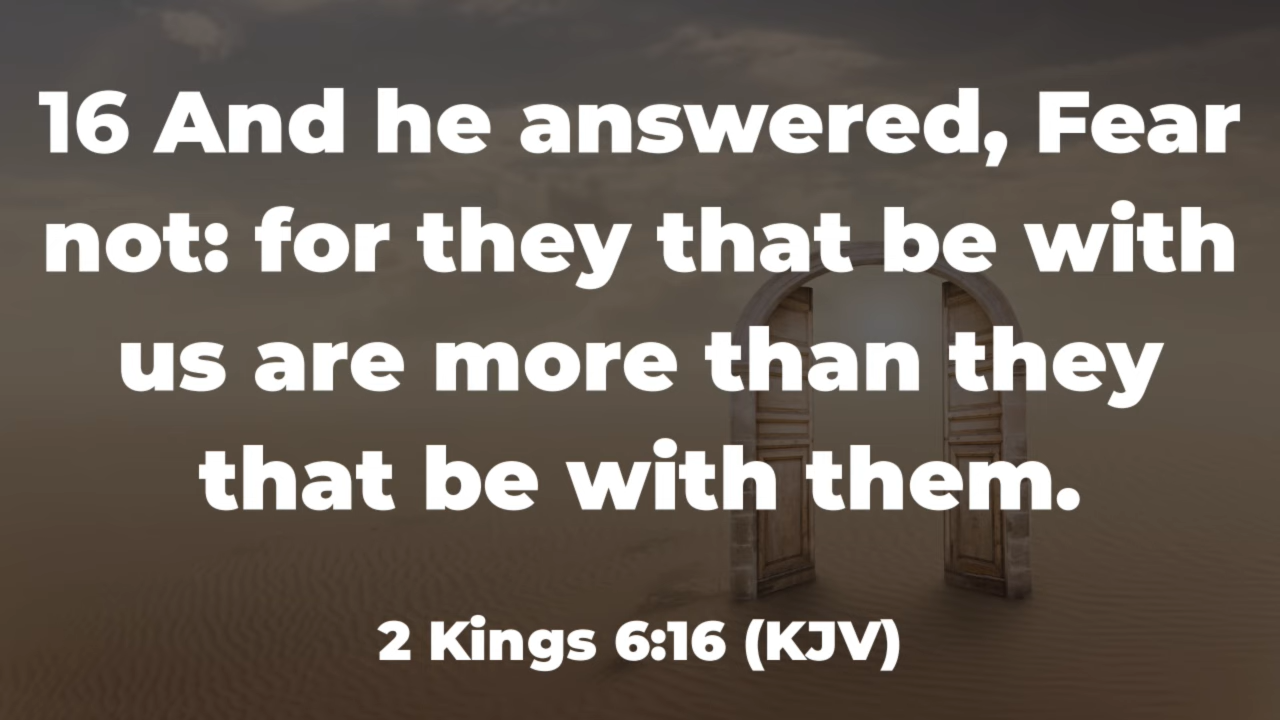 16 And he answered, Fear
not: for they that be with
us are more than they
that be with them.
2 Kings 6:16 (KJV)